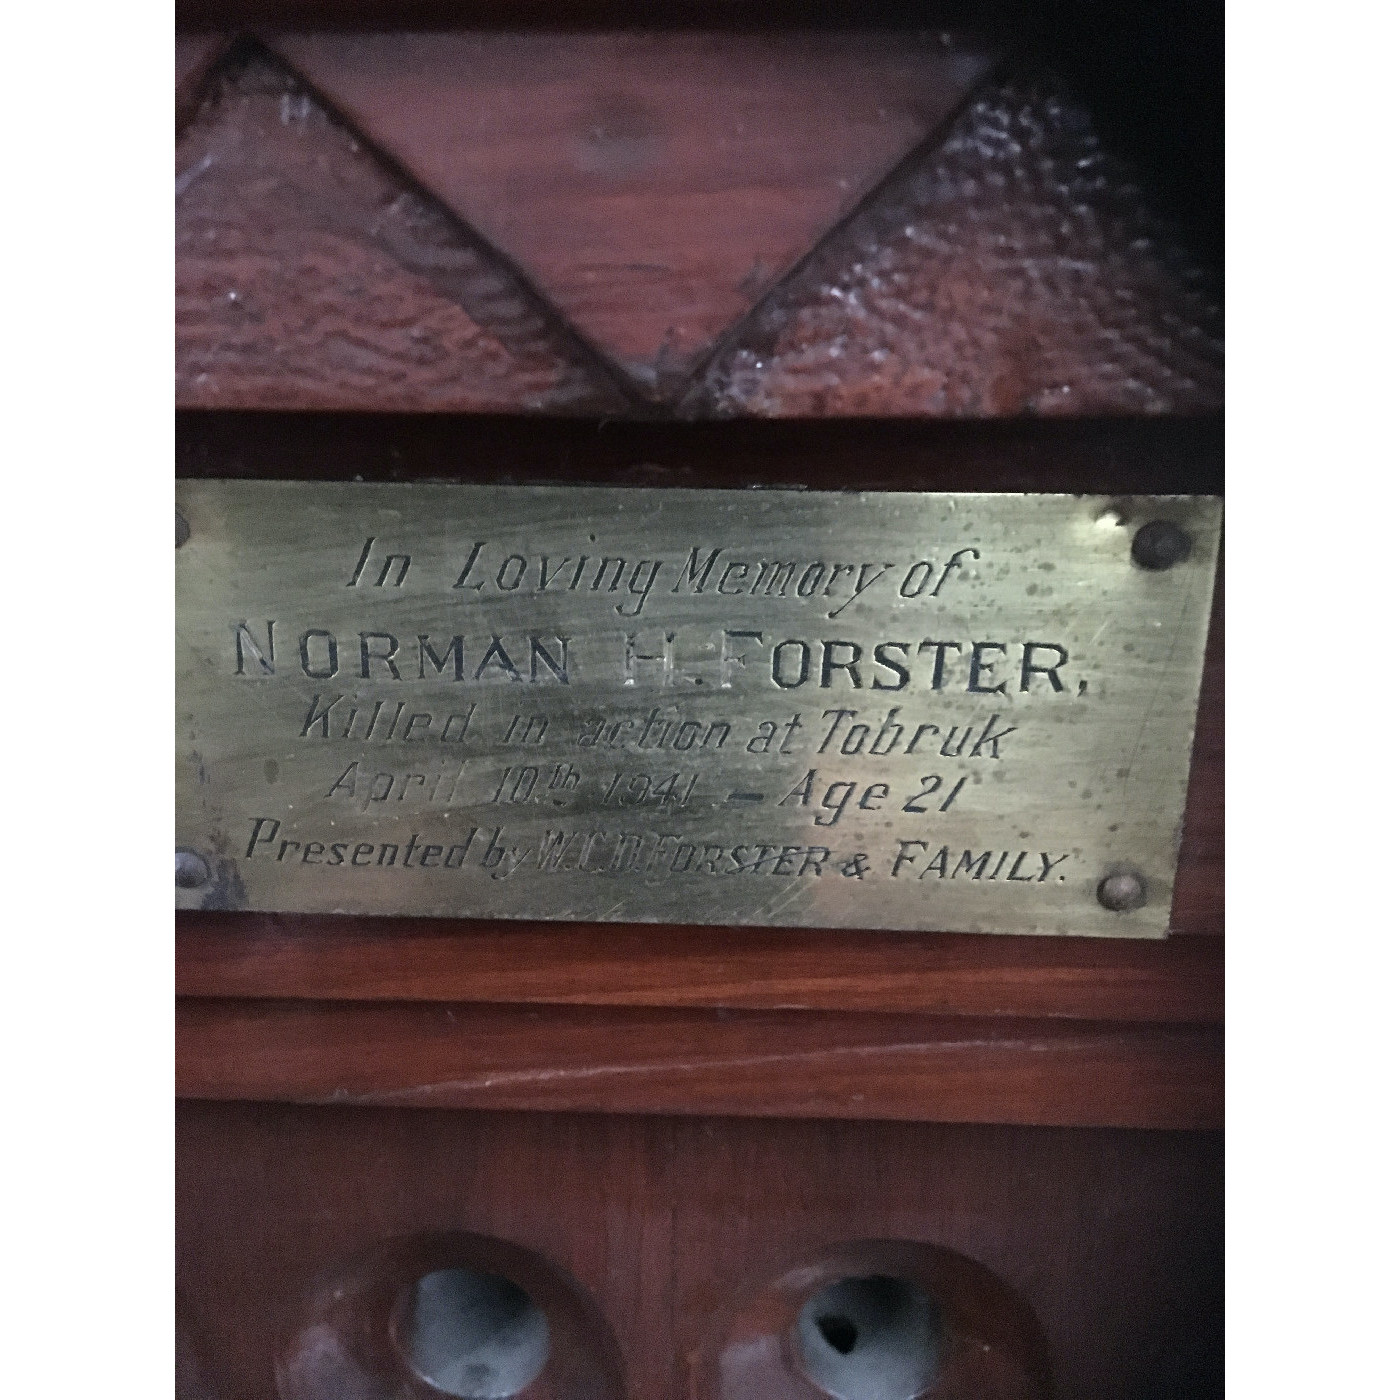 In Loving Memory of
NORMAN H. FORSTER,
Killed in action at Tobruk
April 10th 1941 – Age 21
Presented by W.C.D. FORSTER & FAMILY.